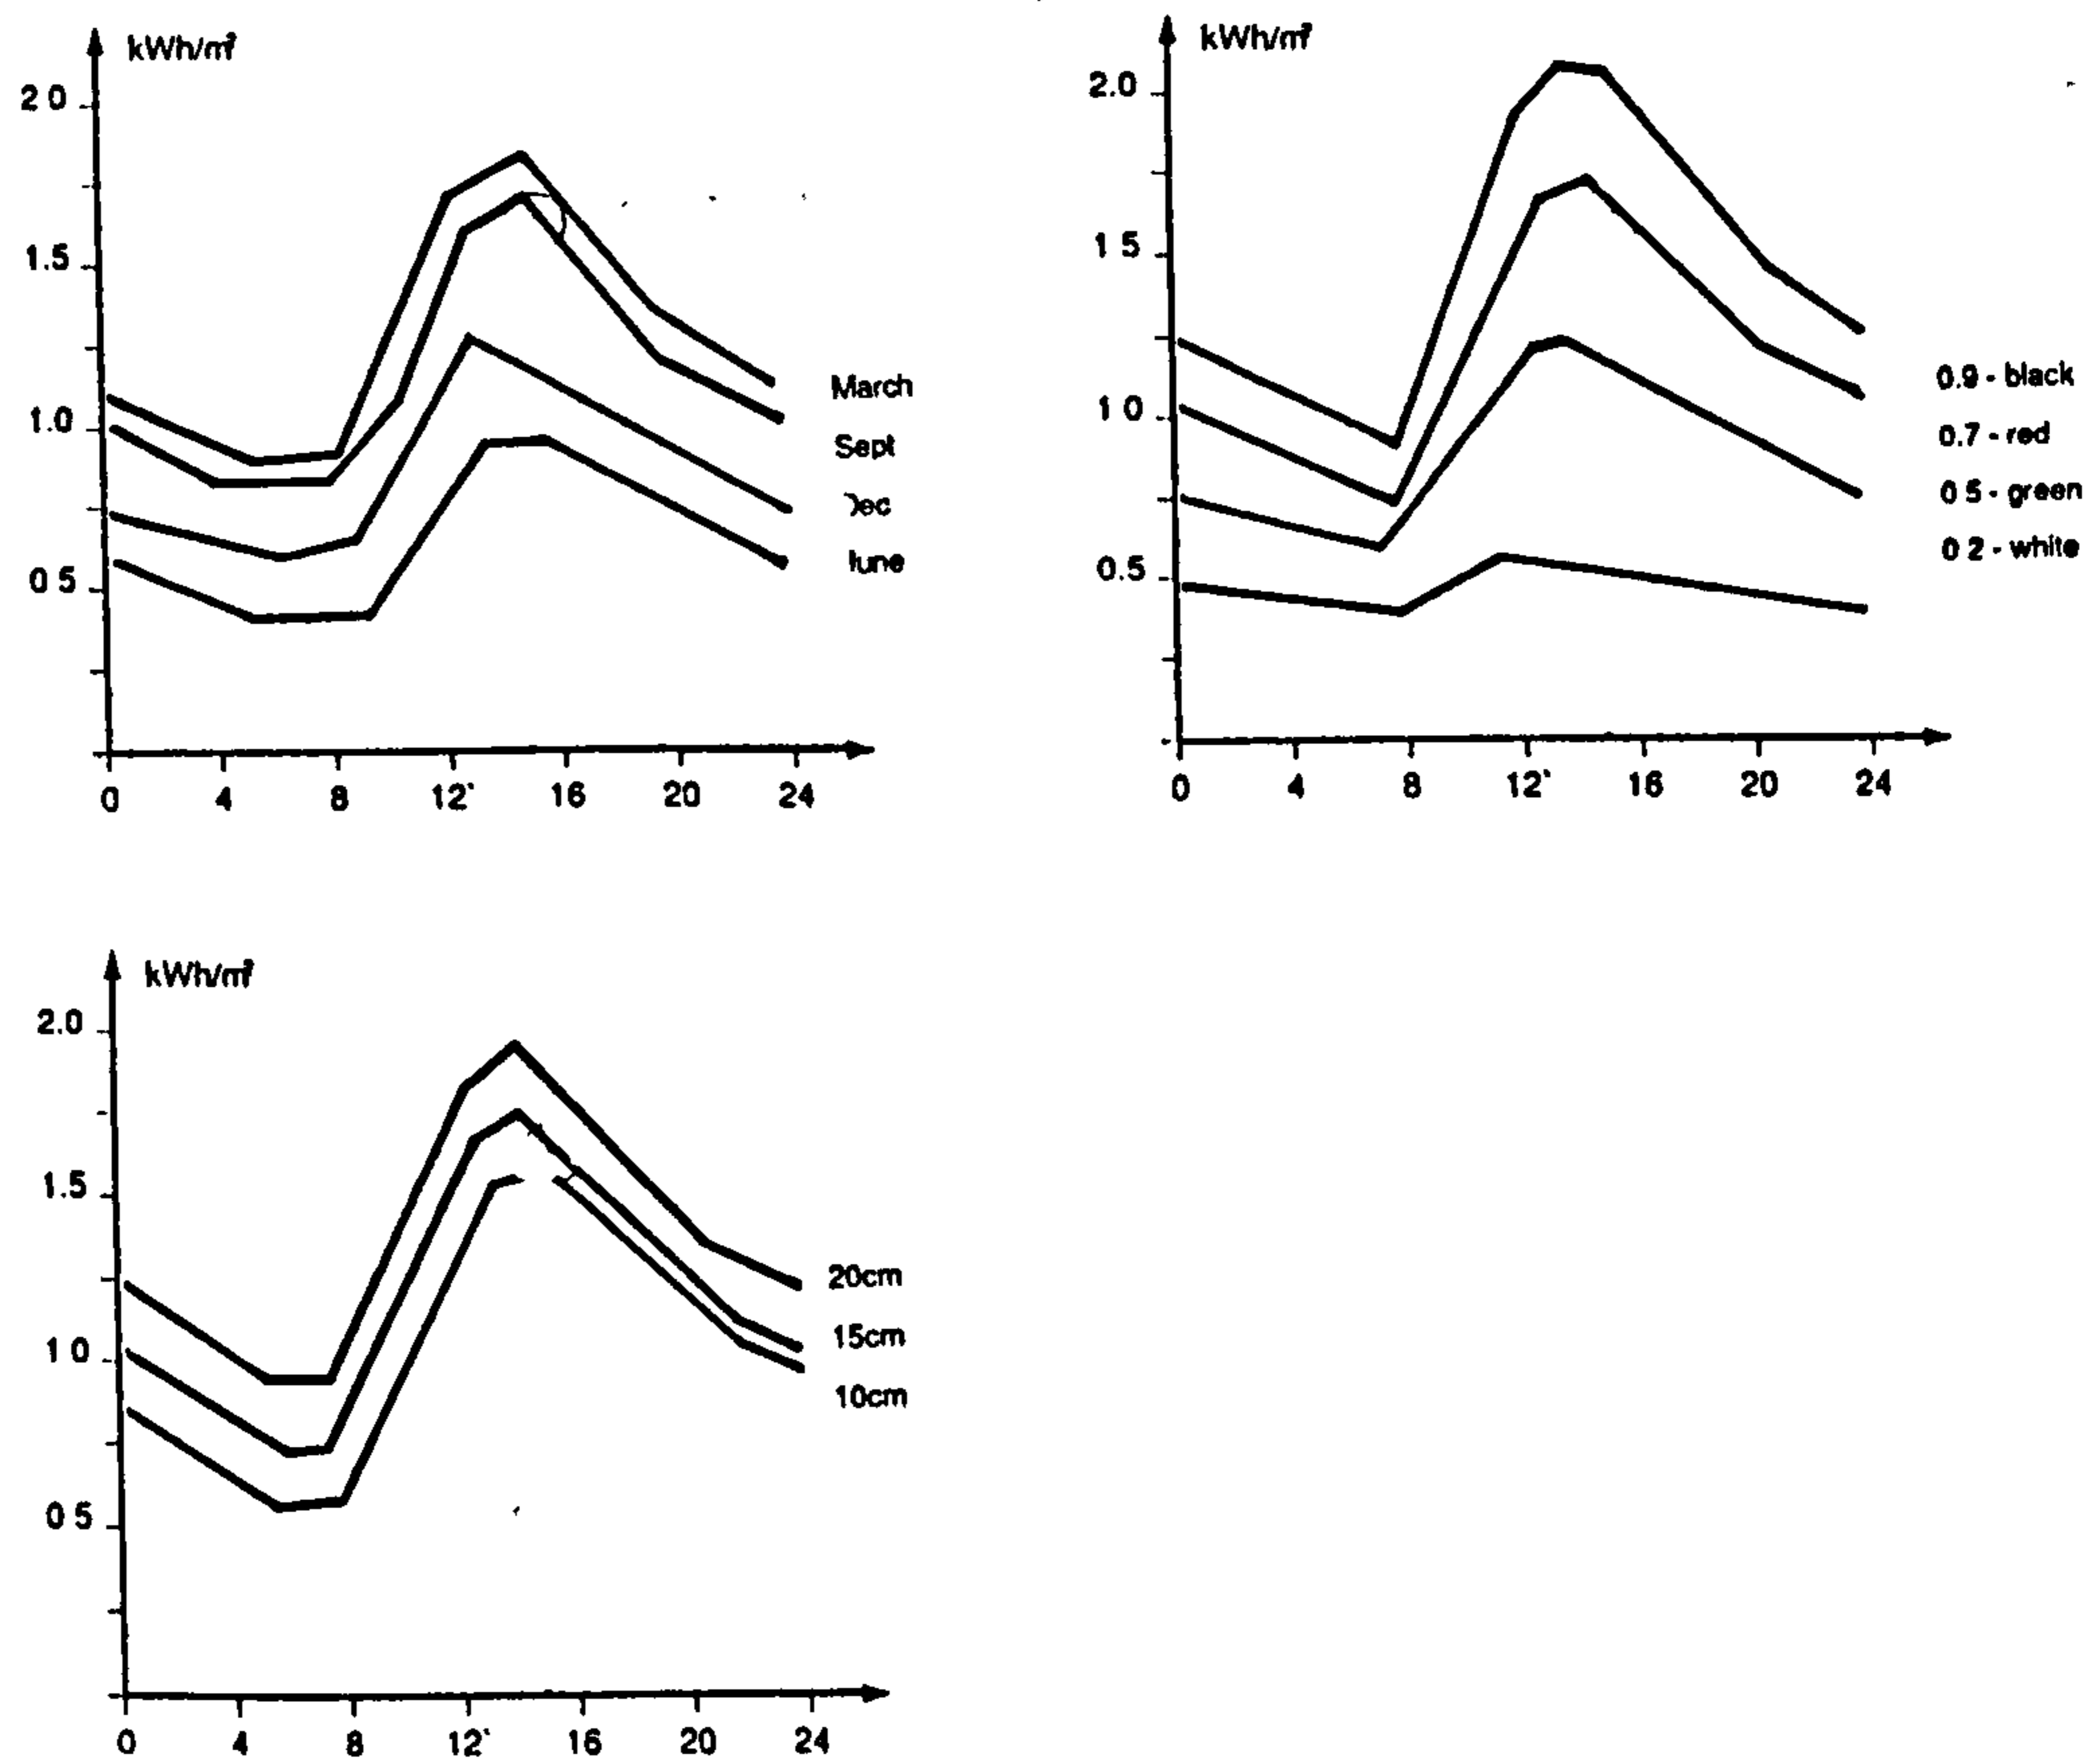 kWh/m²
2 0
1.5
1.0
0 5
0 4 8 12 16 20 24
March
Sept
Dec
June
kWh/m²
2.0
1 5
1 0
0.5
0 4 8 12 16 20 24
0.9 - black
0.7 - red
0 5 - green
0 2 - white
kWh/m²
2.0
1.5
1 0
0 5
0 4 8 12 16 20 24
20cm
15cm
10cm